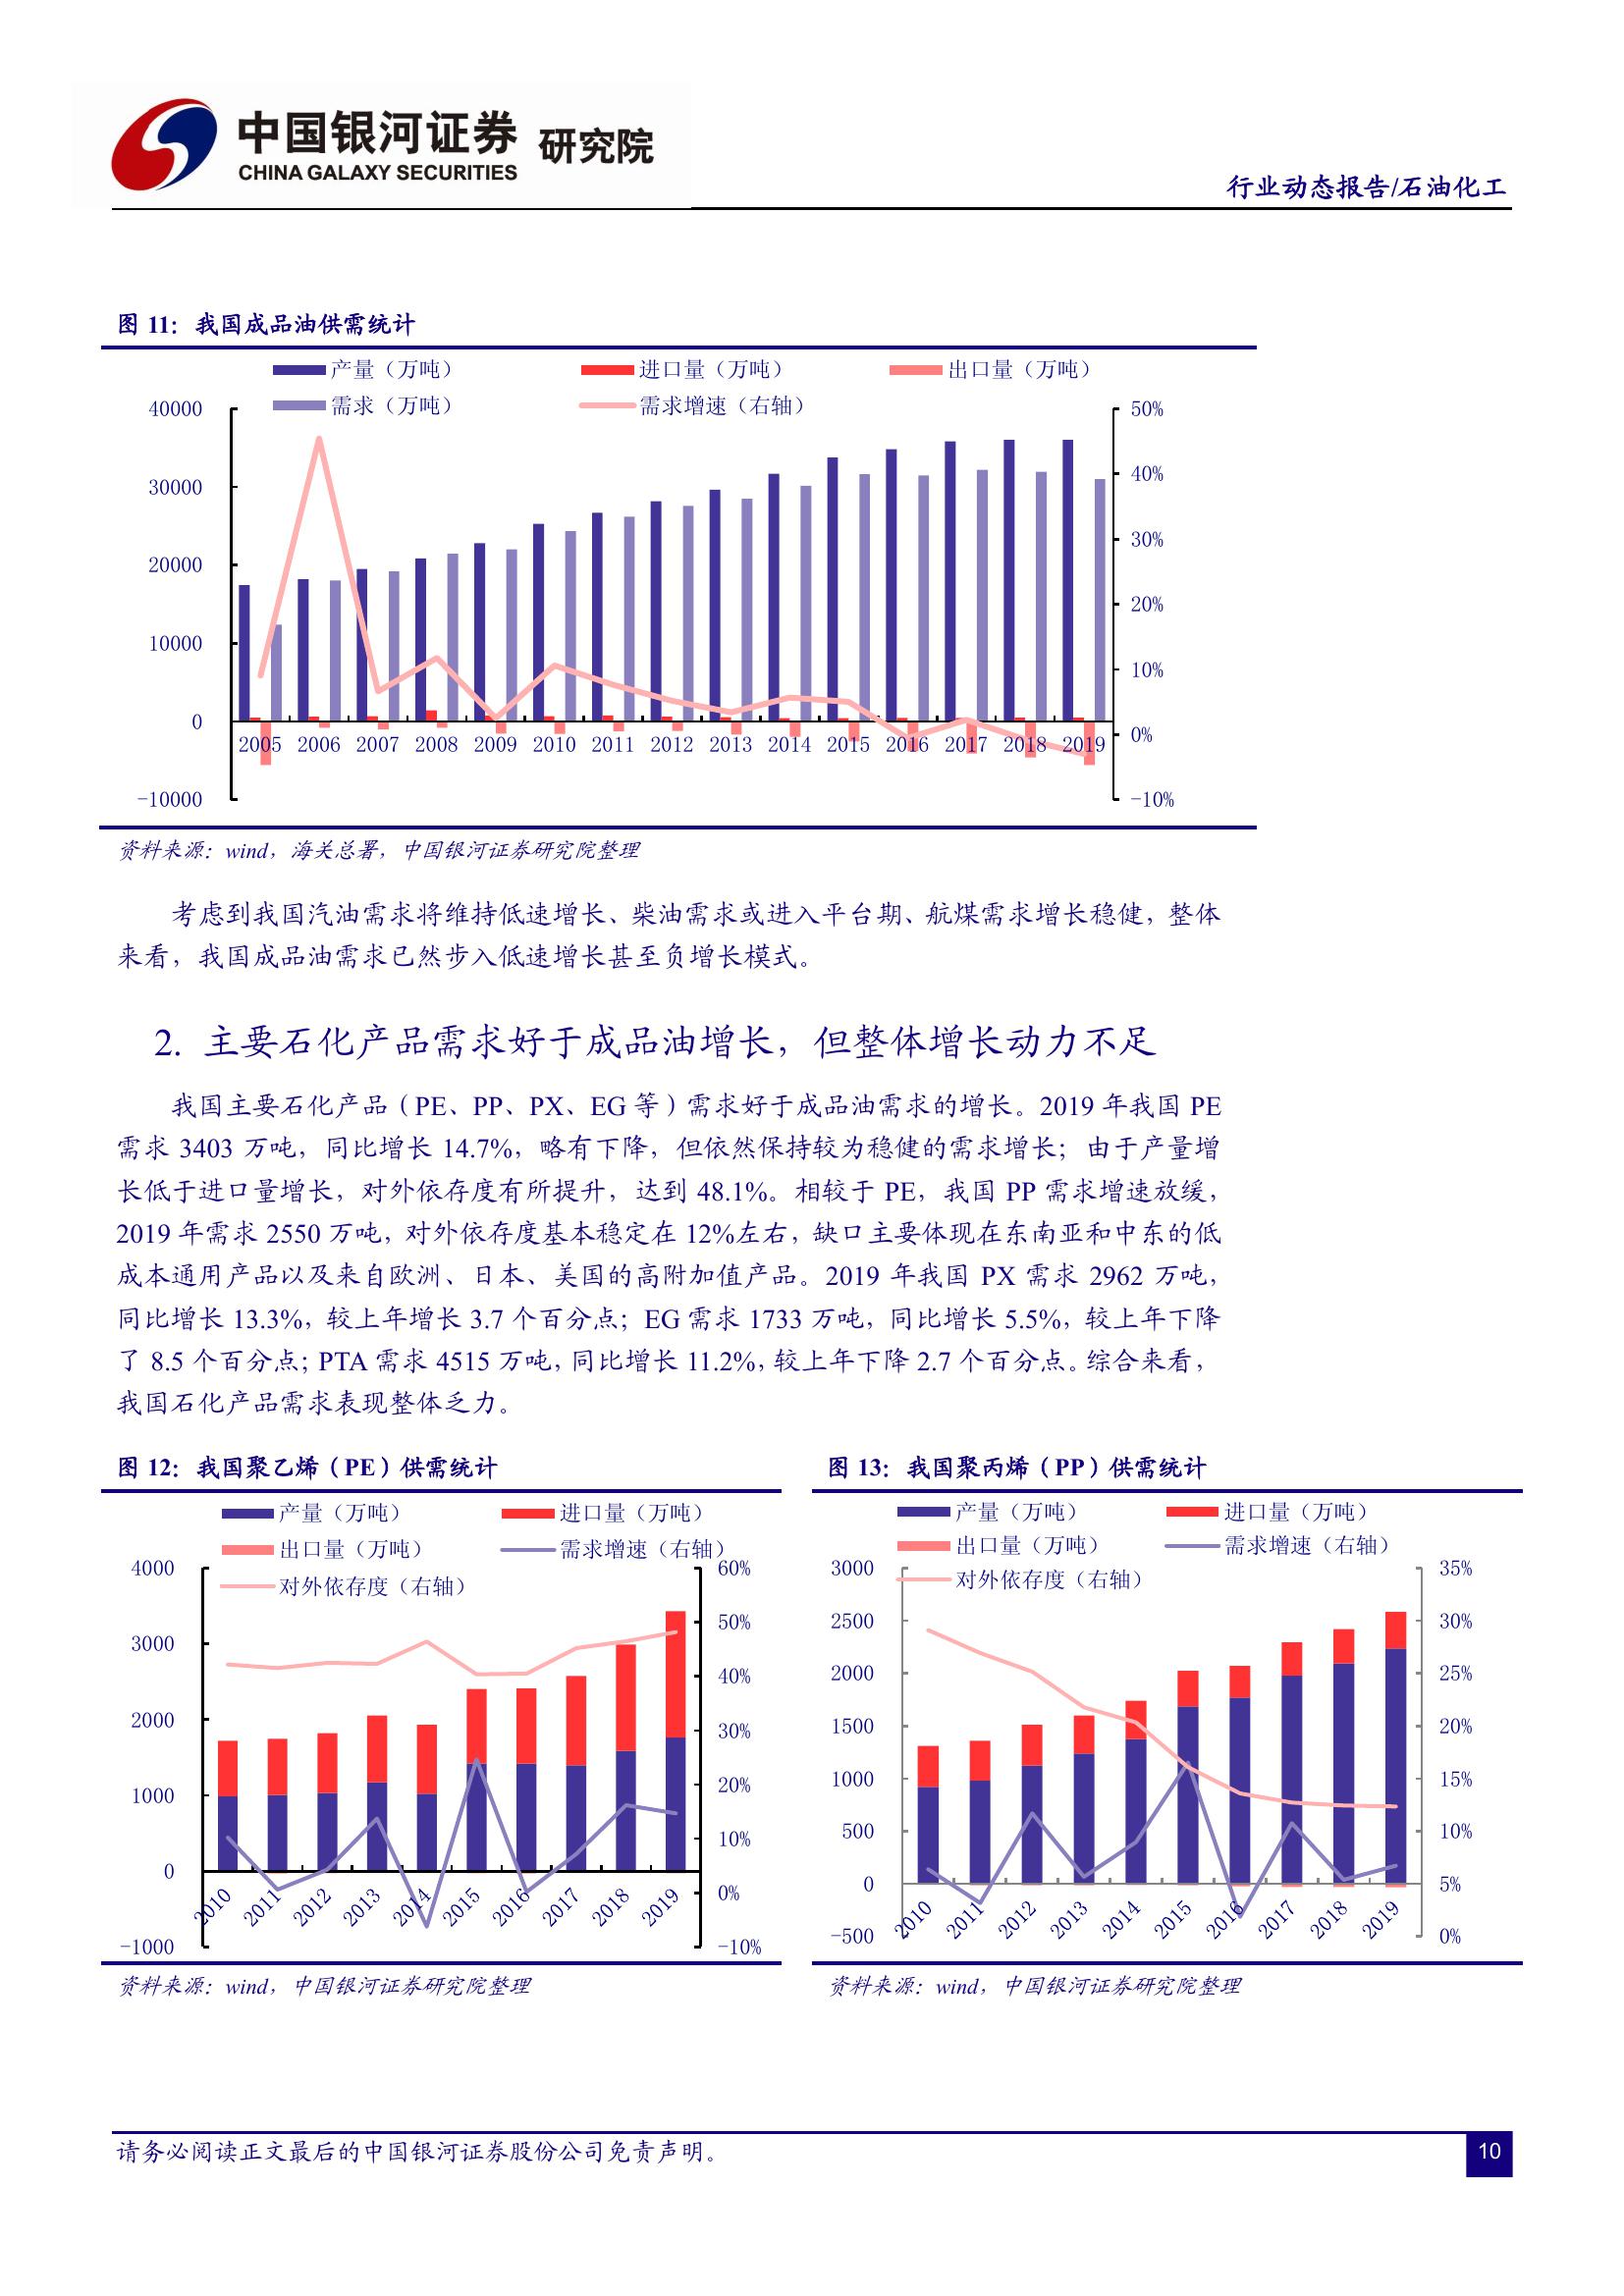 中国银河证券 研究院
CHINA GALAXY SECURITIES
行业动态报告/石油化工
图 11：我国成品油供需统计
产量（万吨） 进口量（万吨） 出口量（万吨）
需求（万吨） 需求增速（右轴）
40000 50%
40%
30000
30%
20000
20%
10000
10%
0
0%
2005 2006 2007 2008 2009 2010 2011 2012 2013 2014 2015 2016 2017 2018 2019
-10000 -10%
资料来源：wind，海关总署，中国银河证券研究院整理
考虑到我国汽油需求将维持低速增长、柴油需求或进入平台期、航煤需求增长稳健，整体
来看，我国成品油需求已然步入低速增长甚至负增长模式。
2. 主要石化产品需求好于成品油增长，但整体增长动力不足
我国主要石化产品（PE、PP、PX、EG 等）需求好于成品油需求的增长。2019 年我国 PE
需求 3403 万吨，同比增长 14.7%，略有下降，但依然保持较为稳健的需求增长；由于产量增
长低于进口量增长，对外依存度有所提升，达到 48.1%。相较于 PE，我国 PP 需求增速放缓，
2019 年需求 2550 万吨，对外依存度基本稳定在 12%左右，缺口主要体现在东南亚和中东的低
成本通用产品以及来自欧洲、日本、美国的高附加值产品。2019 年我国 PX 需求 2962 万吨，
同比增长 13.3%，较上年增长 3.7 个百分点；EG 需求 1733 万吨，同比增长 5.5%，较上年下降
了 8.5 个百分点；PTA 需求 4515 万吨，同比增长 11.2%，较上年下降 2.7 个百分点。综合来看，
我国石化产品需求表现整体乏力。
图 12：我国聚乙烯（PE）供需统计
产量（万吨） 进口量（万吨）
出口量（万吨） 需求增速（右轴）
对外依存度（右轴）
4000 60%
50%
3000
40%
2000
30%
1000
20%
10%
0
0%
2010 2011 2012 2013 2014 2015 2016 2017 2018 2019
-1000 -10%
资料来源：wind，中国银河证券研究院整理
图 13：我国聚丙烯（PP）供需统计
产量（万吨） 进口量（万吨）
出口量（万吨） 需求增速（右轴）
对外依存度（右轴）
3000 35%
2500 30%
2000 25%
1500 20%
1000 15%
500 10%
0 5%
2010 2011 2012 2013 2014 2015 2016 2017 2018 2019
-500 0%
资料来源：wind，中国银河证券研究院整理
请务必阅读正文最后的中国银河证券股份公司免责声明。
10